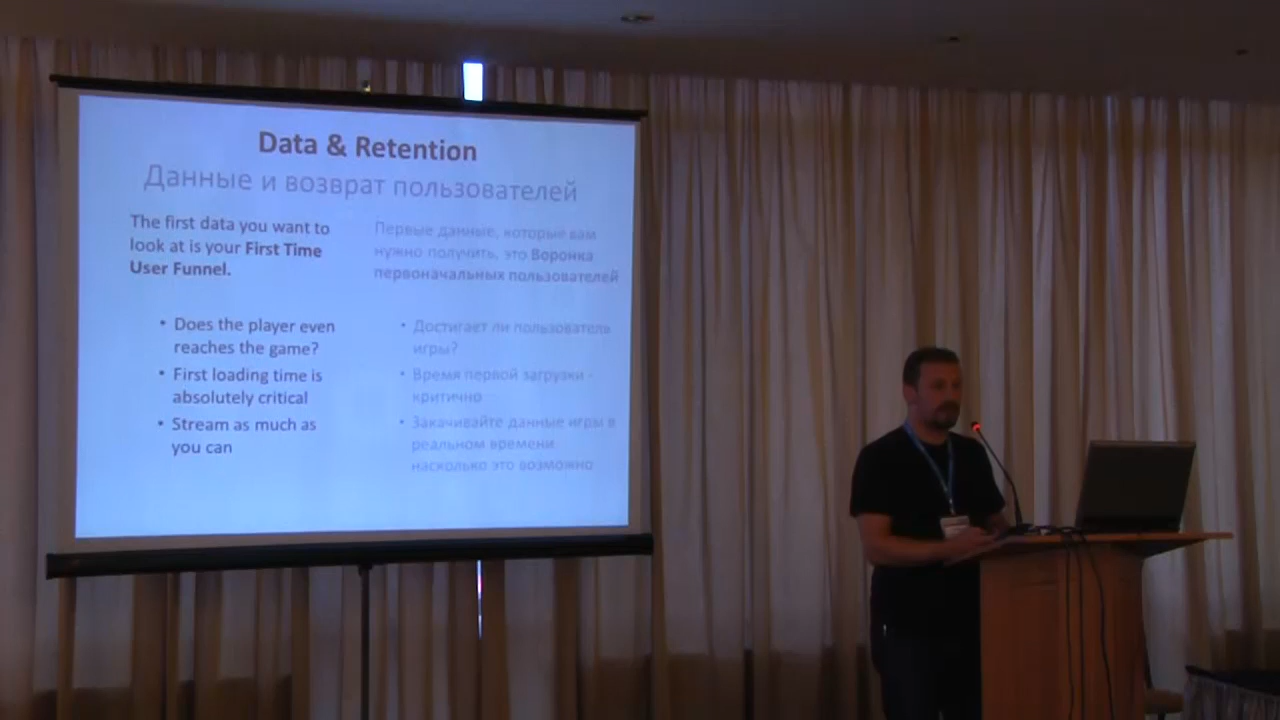 Data & Retention
Данные и возврат пользователей
The first data you want to
look at is your First Time
User Funnel.
• Does the player even
reaches the game?
• First loading time is
absolutely critical
• Stream as much as
you can
Первые данные, которые вам
нужно получить, это Воронка
первоначальных пользователей
• Достигает ли пользователь
игры?
• Время первой загрузки -
критично
• Закачивайте данные игры в
реальном времени
насколько это возможно